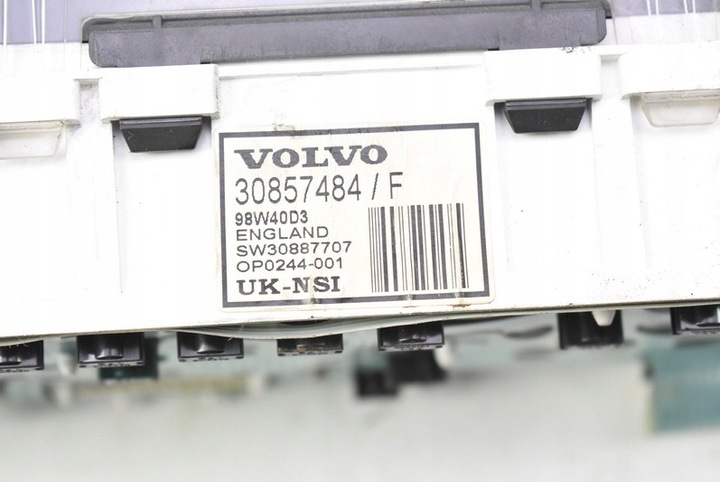 VOLVO
30857484/F
98W40D3
ENGLAND
SW30887707
OP0244-001
UK-NSI